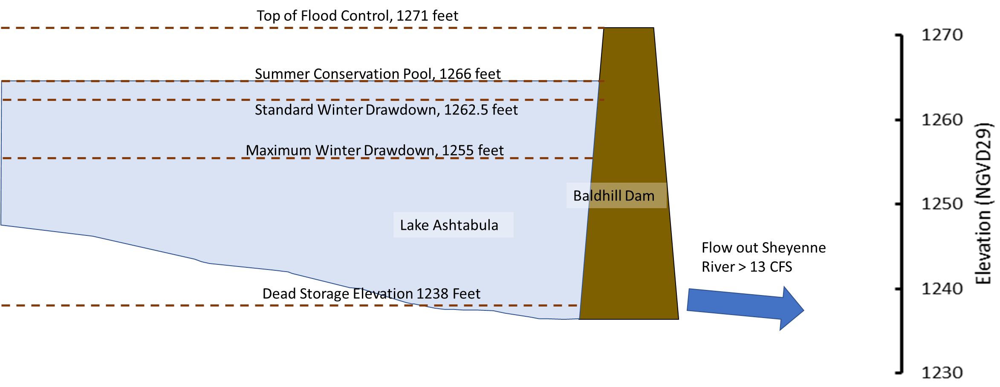 Top of Flood Control, 1271 feet
Summer Conservation Pool, 1266 feet
Standard Winter Drawdown, 1262.5 feet
Maximum Winter Drawdown, 1255 feet
Baldhill Dam
Lake Ashtabula
Dead Storage Elevation 1238 Feet
Flow out Sheyenne
River > 13 CFS
1270
1260
1250
1240
1230
Elevation (NGVD29)